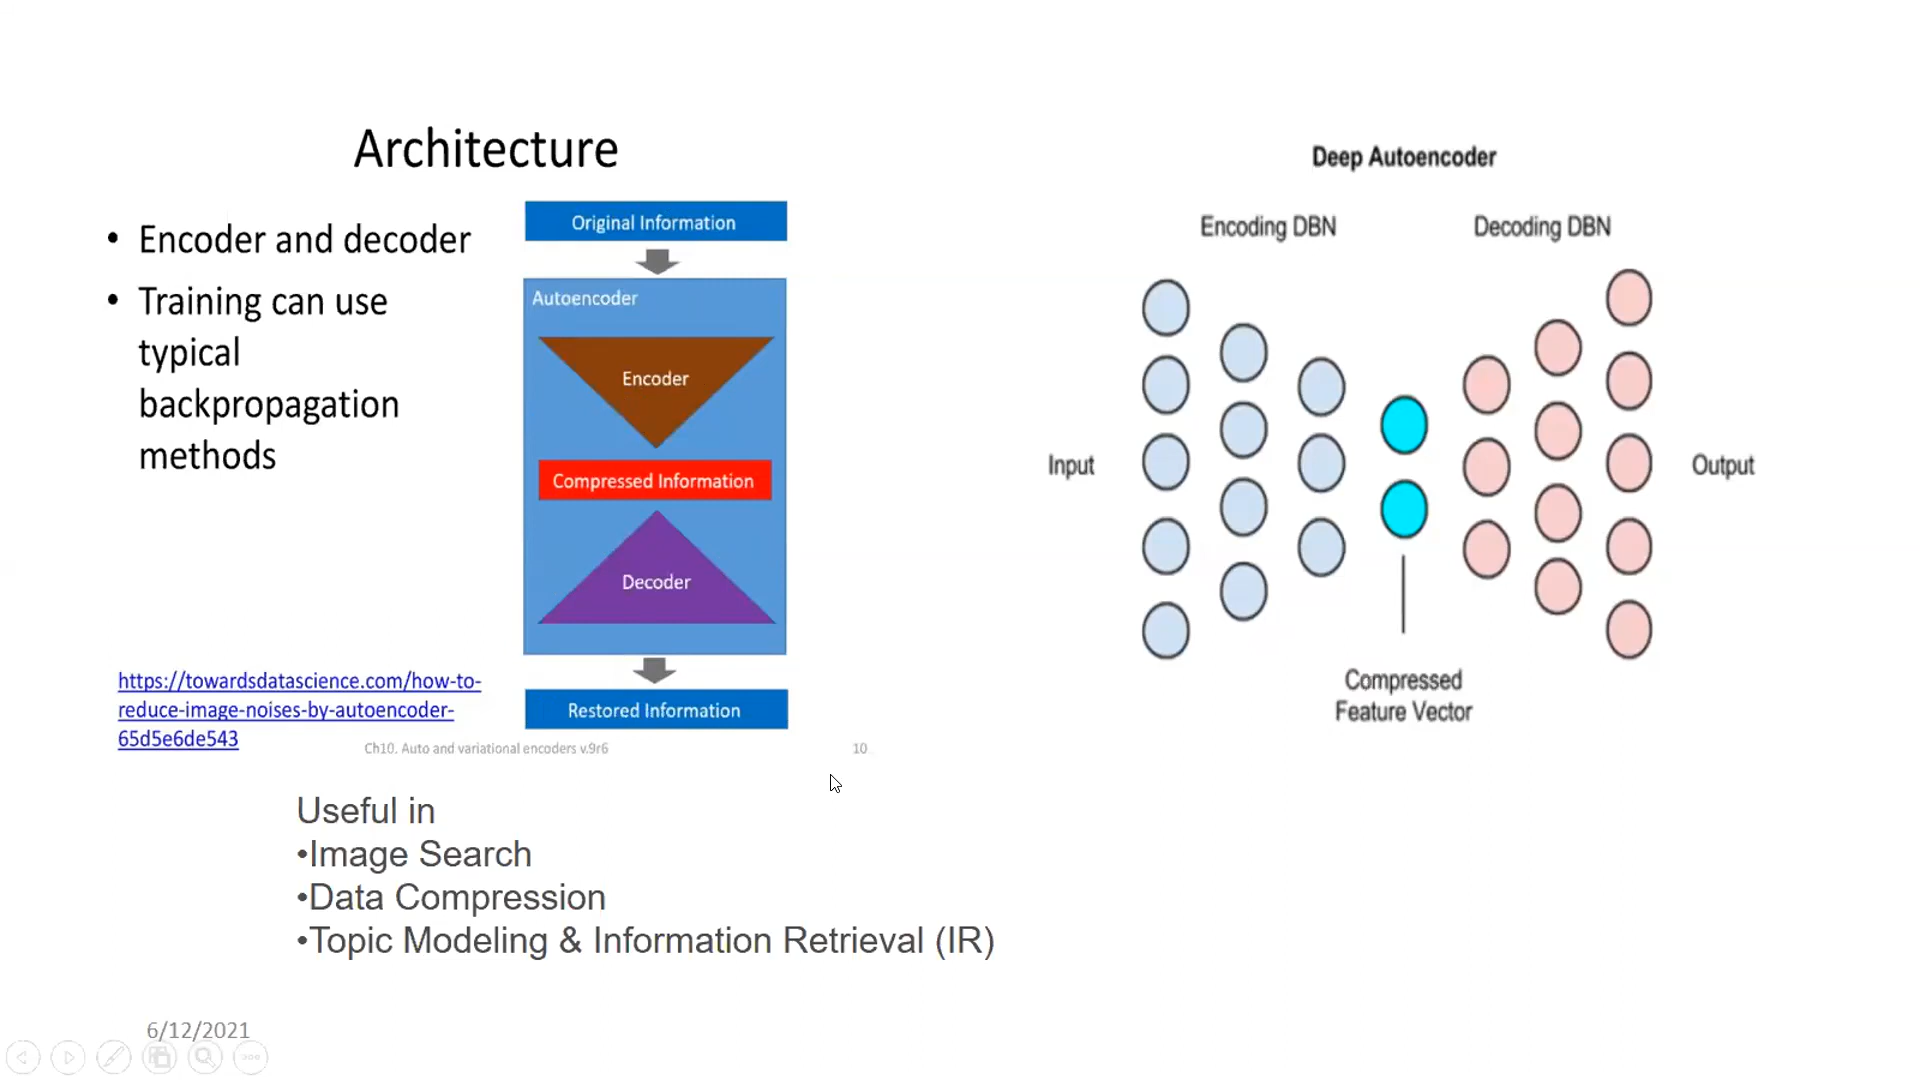 Architecture
• Encoder and decoder
• Training can use
typical
backpropagation
methods
https://towardsdatascience.com/how-to-
reduce-image-noises-by-autoencoder-
65d5e6de543
Original Information
Autoencoder
Encoder
Compressed Information
Decoder
Restored Information
Ch10. Auto and variational encoders v.9r6
10
Deep Autoencoder
Encoding DBN
Decoding DBN
Input
Output
Compressed
Feature Vector
Useful in
•Image Search
•Data Compression
•Topic Modeling & Information Retrieval (IR)
6/12/2021